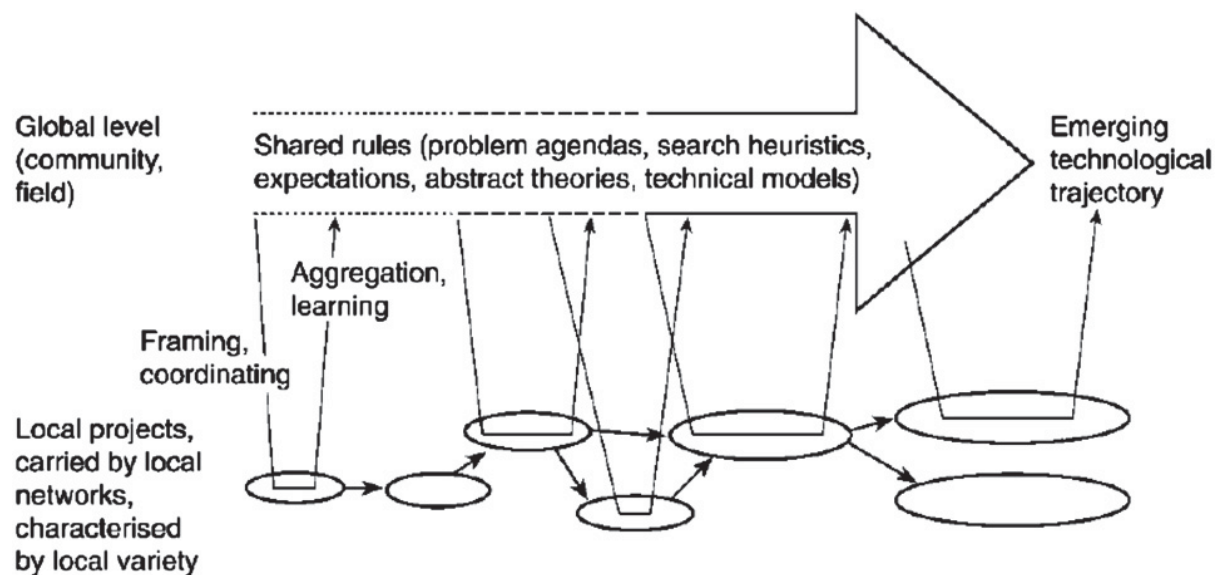 Global level
(community,
field)
Shared rules (problem agendas, search heuristics,
expectations, abstract theories, technical models)
Emerging
technological
trajectory
Aggregation,
learning
Framing,
coordinating
Local projects,
carried by local
networks,
characterised
by local variety